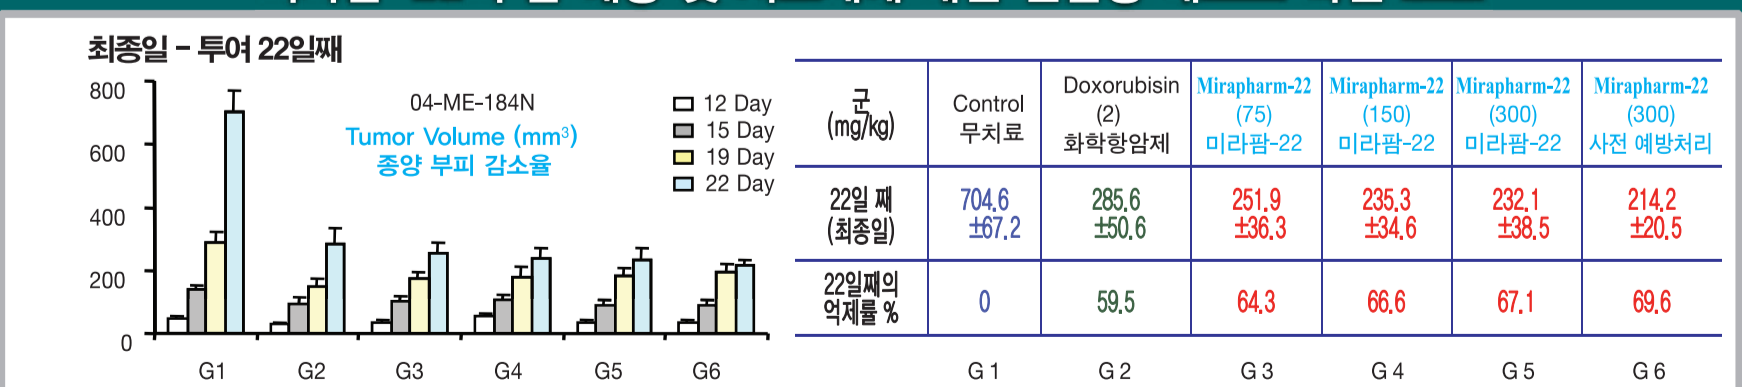 최종일 - 투여 22일째
800
600
400
200
0
04-ME-184N
Tumor Volume (mm³)
종양 부피 감소율
12 Day
15 Day
19 Day
22 Day
G1 G2 G3 G4 G5 G6
군
(mg/kg)
Control
무치료
Doxorubisin
(2)
화학항암제
Mirapharm-22
(75)
미라팜-22
Mirapharm-22
(150)
미라팜-22
Mirapharm-22
(300)
미라팜-22
Mirapharm-22
(300)
사전 예방처리
22일 째
(최종일)
704.6
±67.2
285.6
±50.6
251.9
±36.3
235.3
±34.6
232.1
±38.5
214.2
±20.5
22일째의
억제률 %
0
59.5
64.3
66.6
67.1
69.6
G 1 G 2 G 3 G 4 G 5 G 6